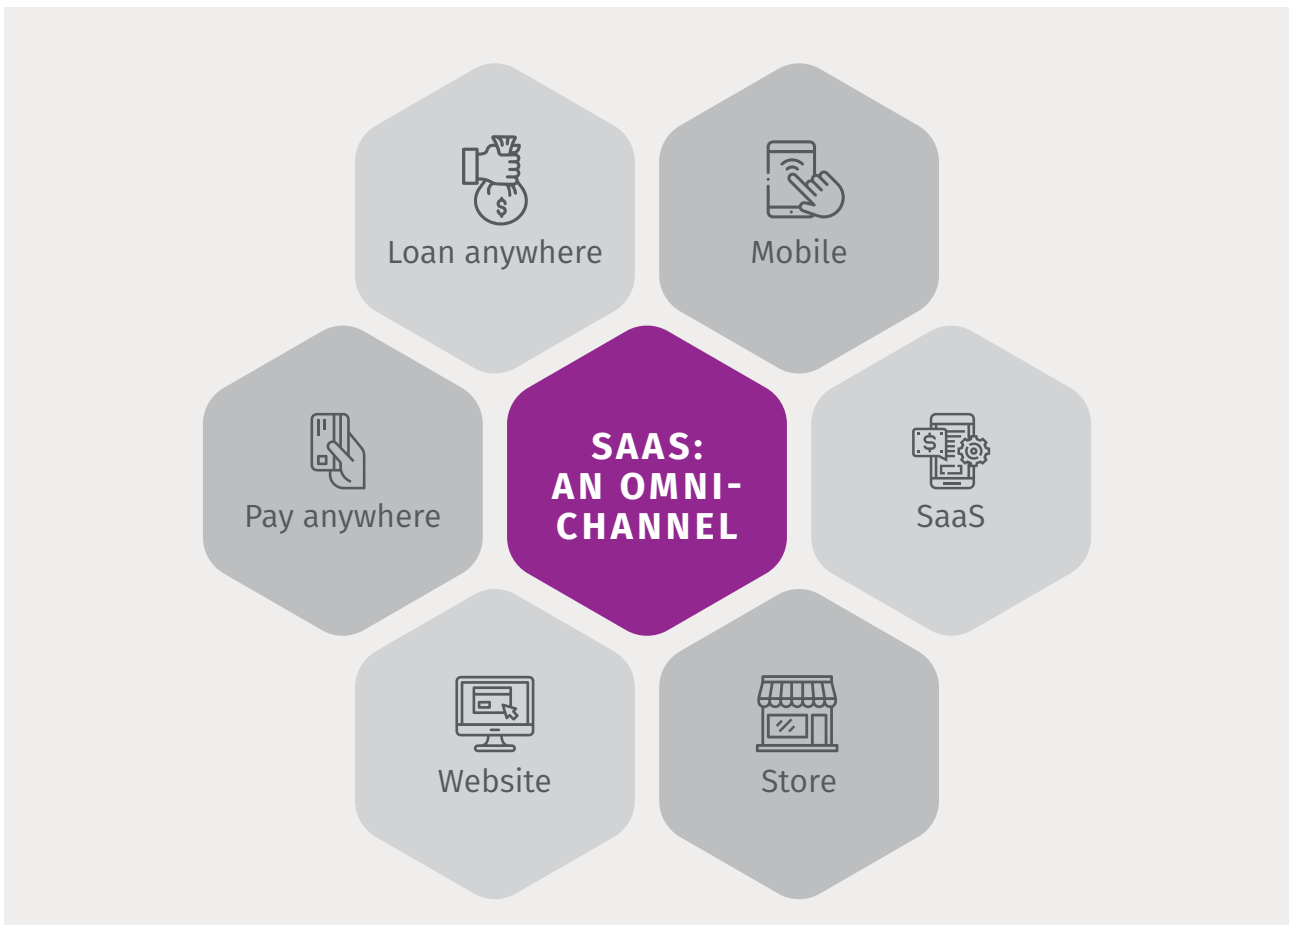 Loan anywhere
Mobile
Pay anywhere
SAAS:
AN OMNI-
CHANNEL
SaaS
Website
Store